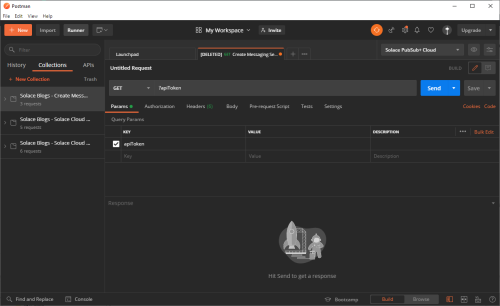 Postman
File Edit View Help
New Import Runner My Workspace Invite Upgrade
Filter
Launchpad [DELETED] GET Create Messaging Se... Solace PubSub+ Cloud
History Collections APIs
Untitled Request BUILD
+ New Collection Trash
GET ?apiToken Send Save
Solace Blogs - Create Mess...
3 requests
Params Authorization Headers (8) Body Pre-request Script Tests Settings Cookies Code
Solace Blogs - Solace Cloud ...
5 requests
Query Params
KEY VALUE DESCRIPTION Bulk Edit
Solace Blogs - Solace Cloud ...
6 requests
apiToken
Key Value Description
Response
Hit Send to get a response
Find and Replace Console Bootcamp Build Browse